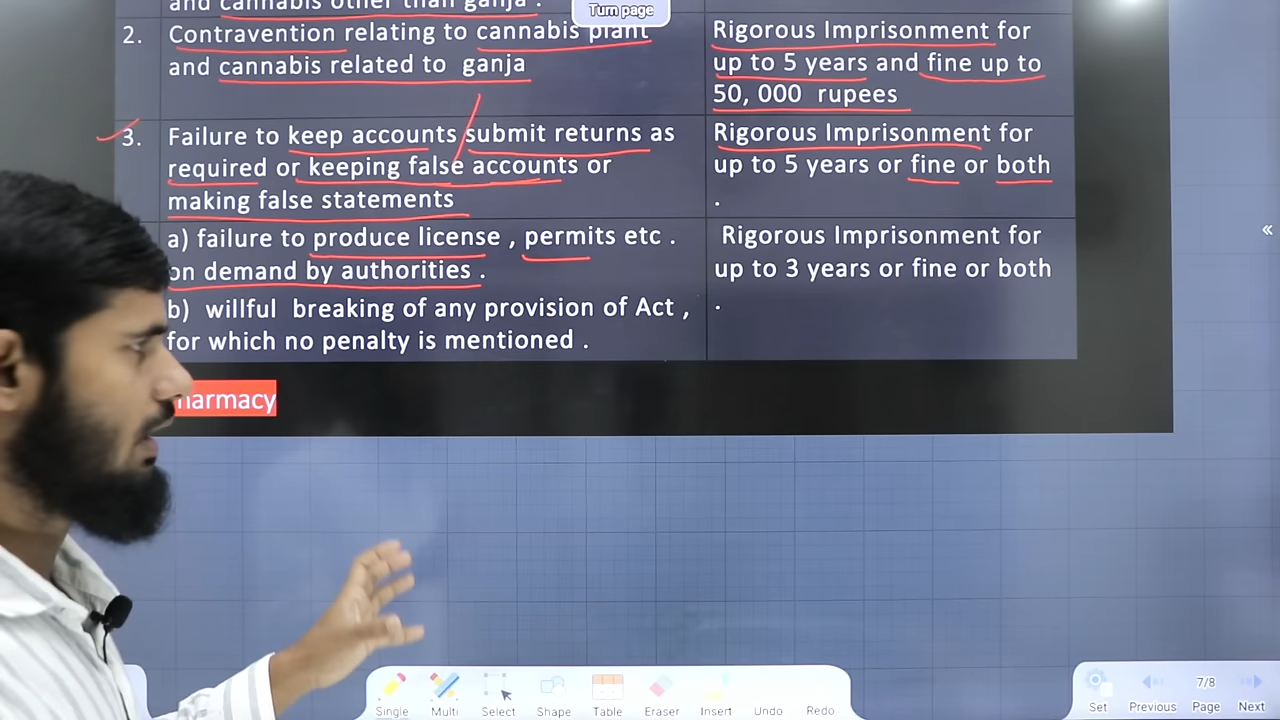 and cannabis other than ganja .
Turn page
2. Contravention relating to cannabis plant
and cannabis related to ganja
Rigorous Imprisonment for
up to 5 years and fine up to
50, 000 rupees
3. Failure to keep accounts submit returns as
required or keeping false accounts or
making false statements
Rigorous Imprisonment for
up to 5 years or fine or both
.
a) failure to produce license , permits etc .
on demand by authorities .
b) willful breaking of any provision of Act ,
for which no penalty is mentioned .
Rigorous Imprisonment for
up to 3 years or fine or both
.
harmacy
Single Multi Select Shape Table Eraser Insert Undo Redo
Set Previous Page Next
7/8